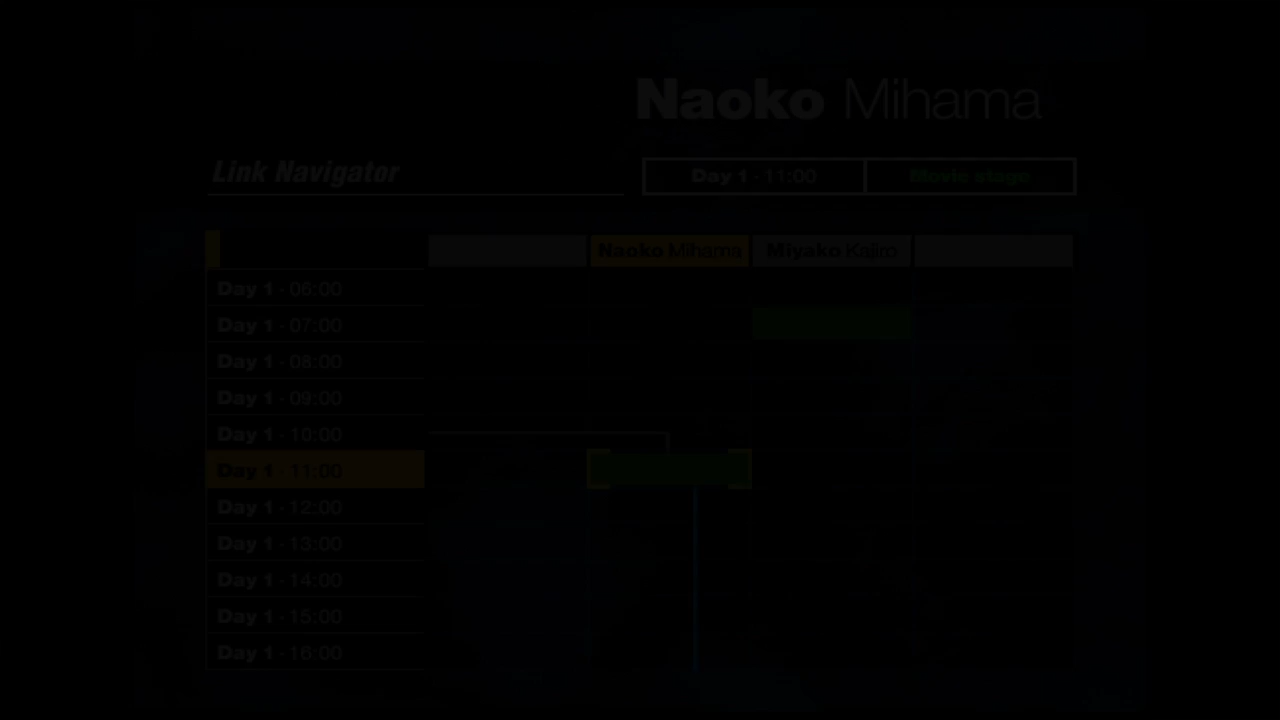 Naoko Mihama
Link Navigator
Day 1 - 11:00 Movie stage
Naoko Mihama Miyako Kajiro
Day 1 - 06:00
Day 1 - 07:00
Day 1 - 08:00
Day 1 - 09:00
Day 1 - 10:00
Day 1 - 11:00
Day 1 - 12:00
Day 1 - 13:00
Day 1 - 14:00
Day 1 - 15:00
Day 1 - 16:00